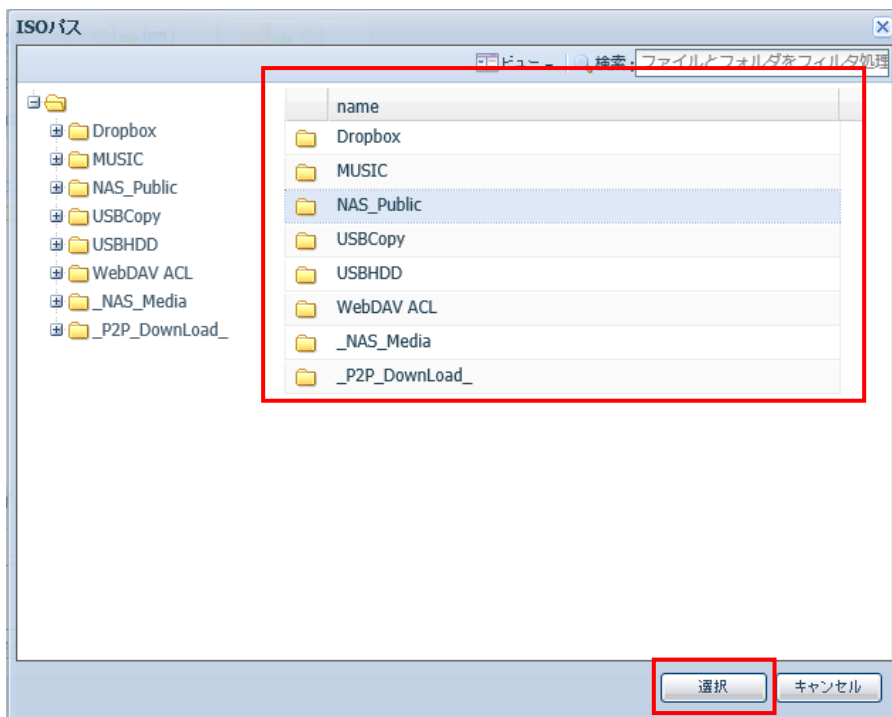 ISOパス
ビュー 検索: ファイルとフォルダをフィルタ処理
Dropbox
MUSIC
NAS_Public
USBCopy
USBHDD
WebDAV ACL
_NAS_Media
_P2P_DownLoad_
name
Dropbox
MUSIC
NAS_Public
USBCopy
USBHDD
WebDAV ACL
_NAS_Media
_P2P_DownLoad_
選択 キャンセル